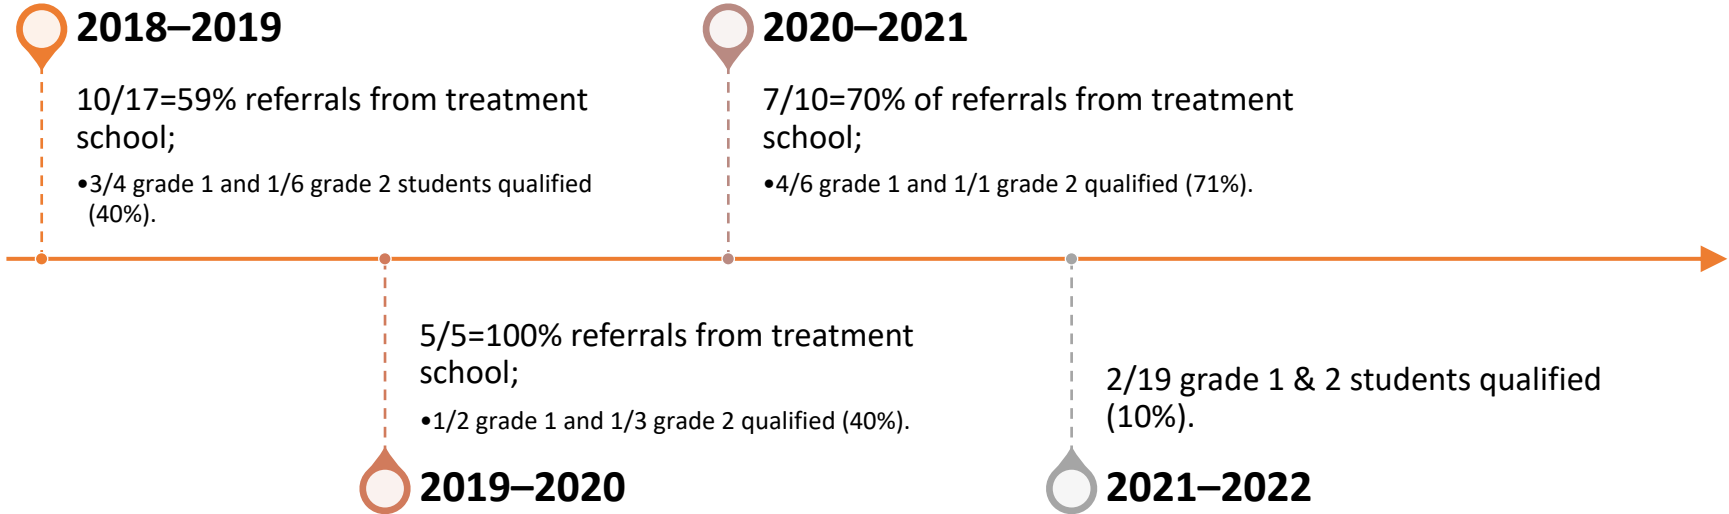 2018–2019
10/17=59% referrals from treatment
school;
•3/4 grade 1 and 1/6 grade 2 students qualified
(40%).
5/5=100% referrals from treatment
school;
•1/2 grade 1 and 1/3 grade 2 qualified (40%).
2019–2020
2020–2021
7/10=70% of referrals from treatment
school;
•4/6 grade 1 and 1/1 grade 2 qualified (71%).
2/19 grade 1 & 2 students qualified
(10%).
2021–2022